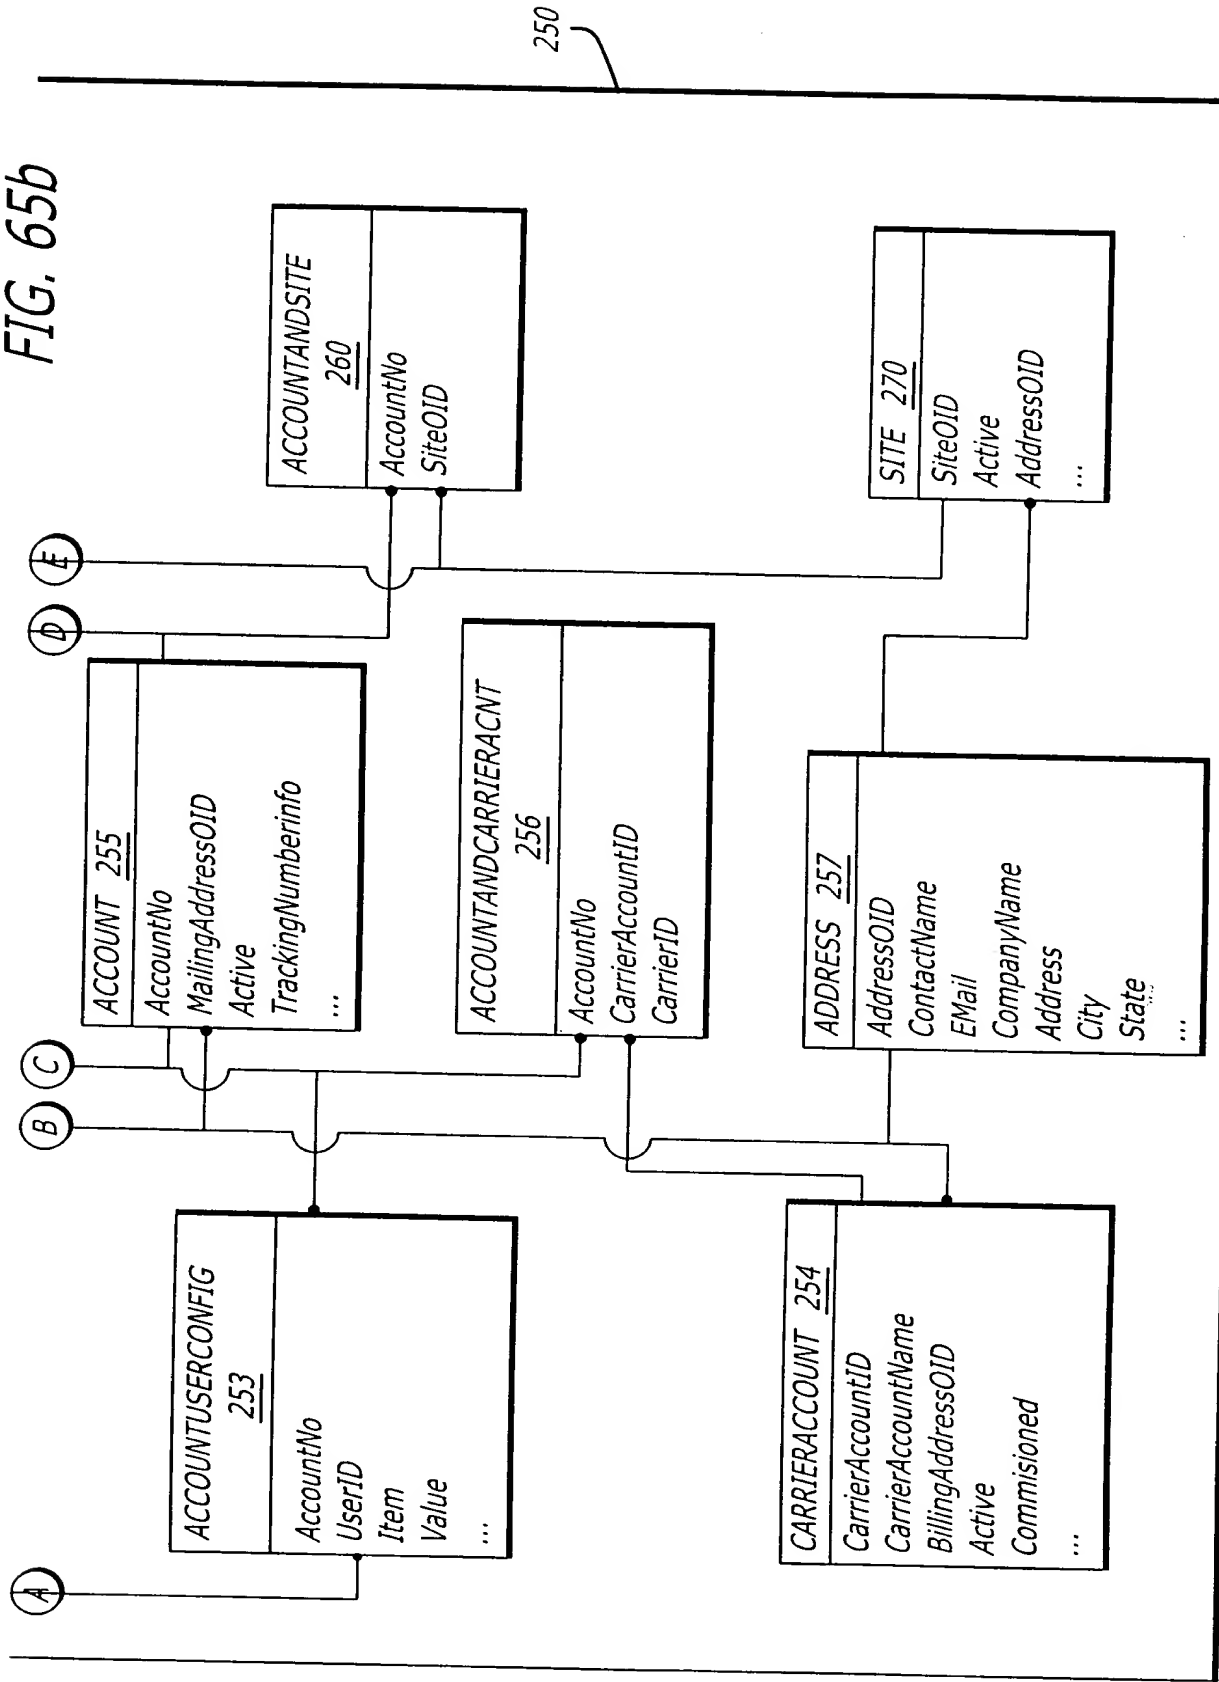 FIG. 65b
250
A
B
C
D
E
ACCOUNTUSERCONFIG
253
AccountNo
UserID
Item
Value
...
ACCOUNT 255
AccountNo
MailingAddressOID
Active
TrackingNumberinfo
...
ACCOUNTANDSITE
260
AccountNo
SiteOID
ACCOUNTANDCARRIERACNT
256
AccountNo
CarrierAccountID
CarrierID
CARRIERACCOUNT 254
CarrierAccountID
CarrierAccountName
BillingAddressOID
Active
Commisioned
...
ADDRESS 257
AddressOID
ContactName
EMail
CompanyName
Address
City
State
...
SITE 270
SiteOID
Active
AddressOID
...